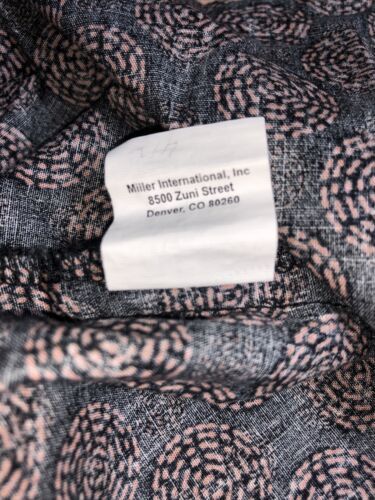 Miller International, Inc
8500 Zuni Street
Denver, CO 80260